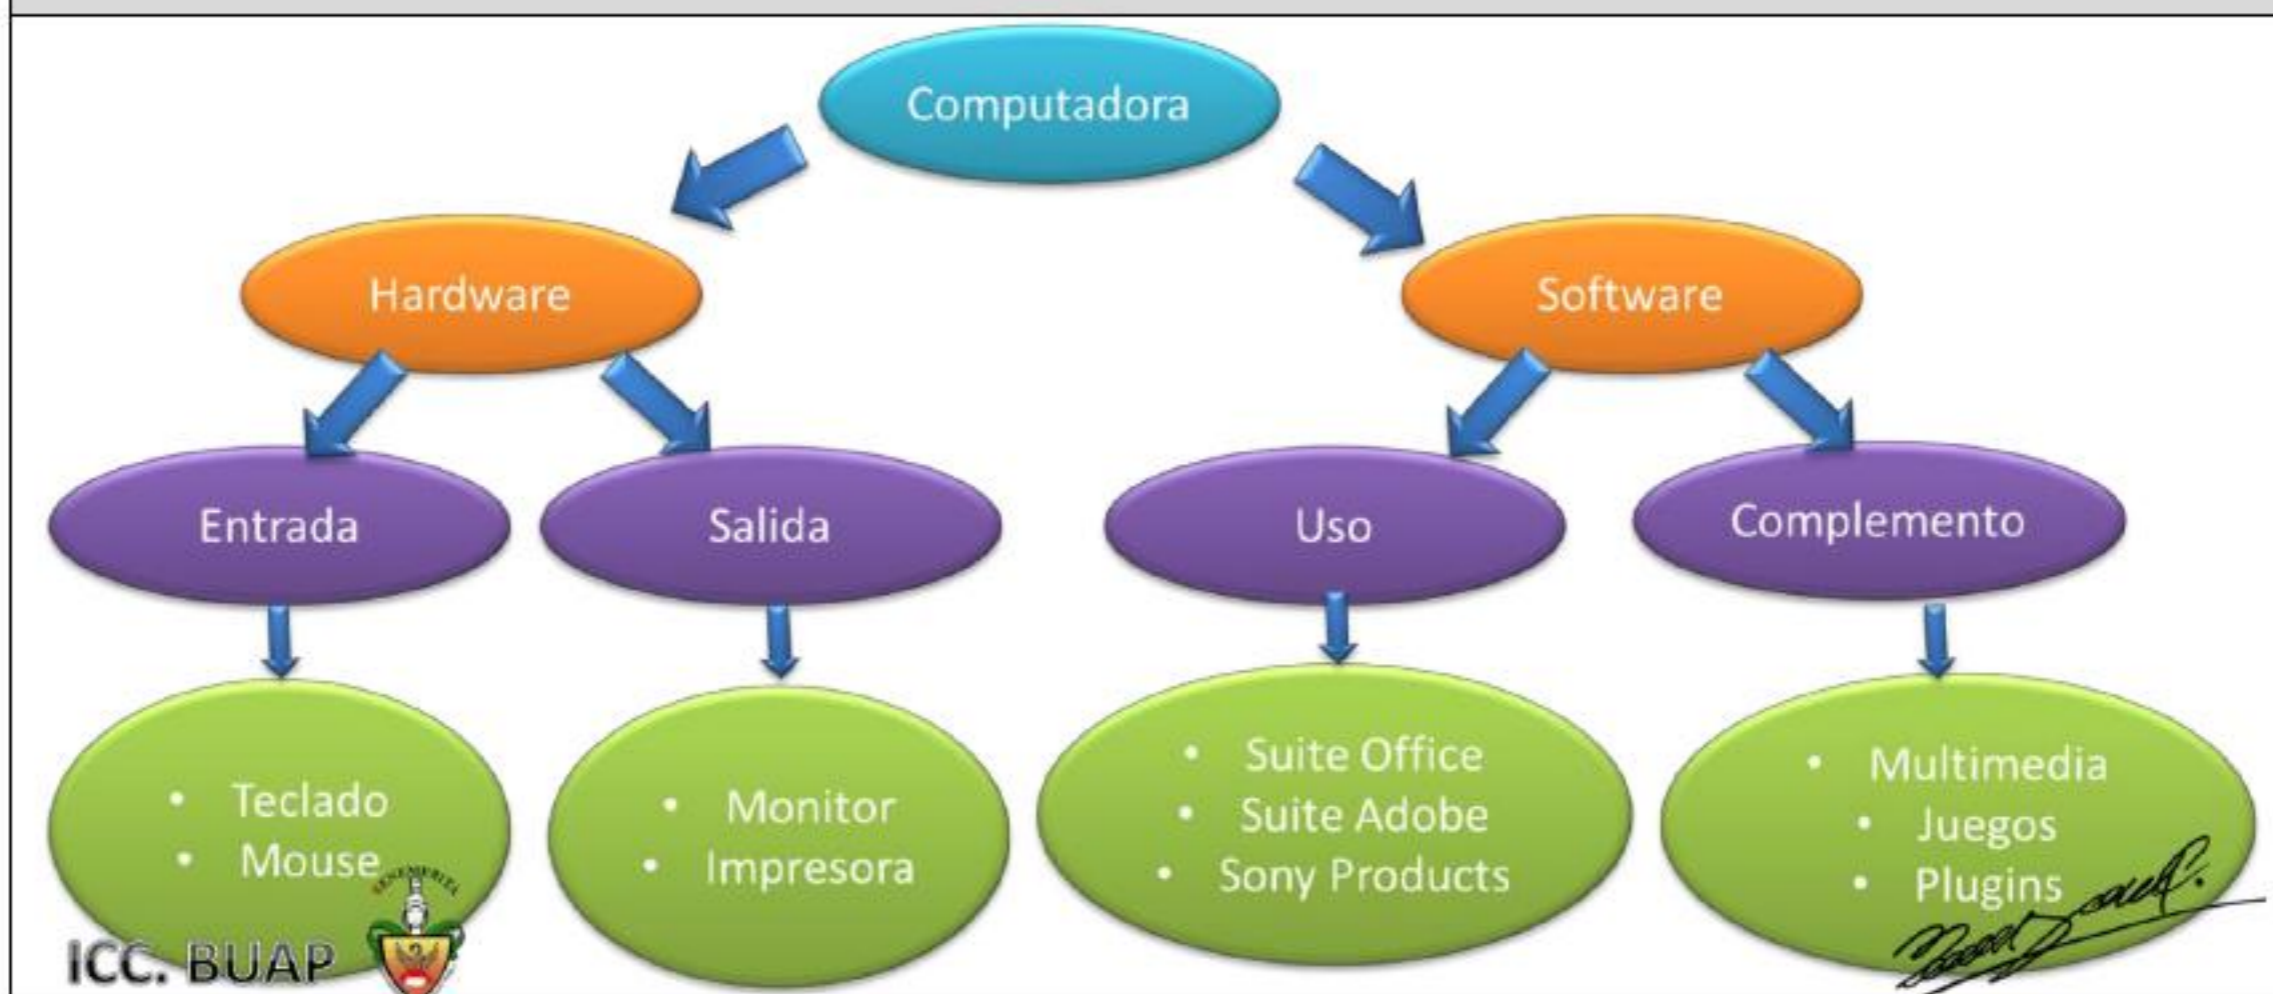 Computadora
Hardware
Software
Entrada
Salida
Uso
Complemento
• Teclado
• Mouse
• Monitor
• Impresora
• Suite Office
• Suite Adobe
• Sony Products
• Multimedia
• Juegos
• Plugins
BENEMERITA
ICC. BUAP